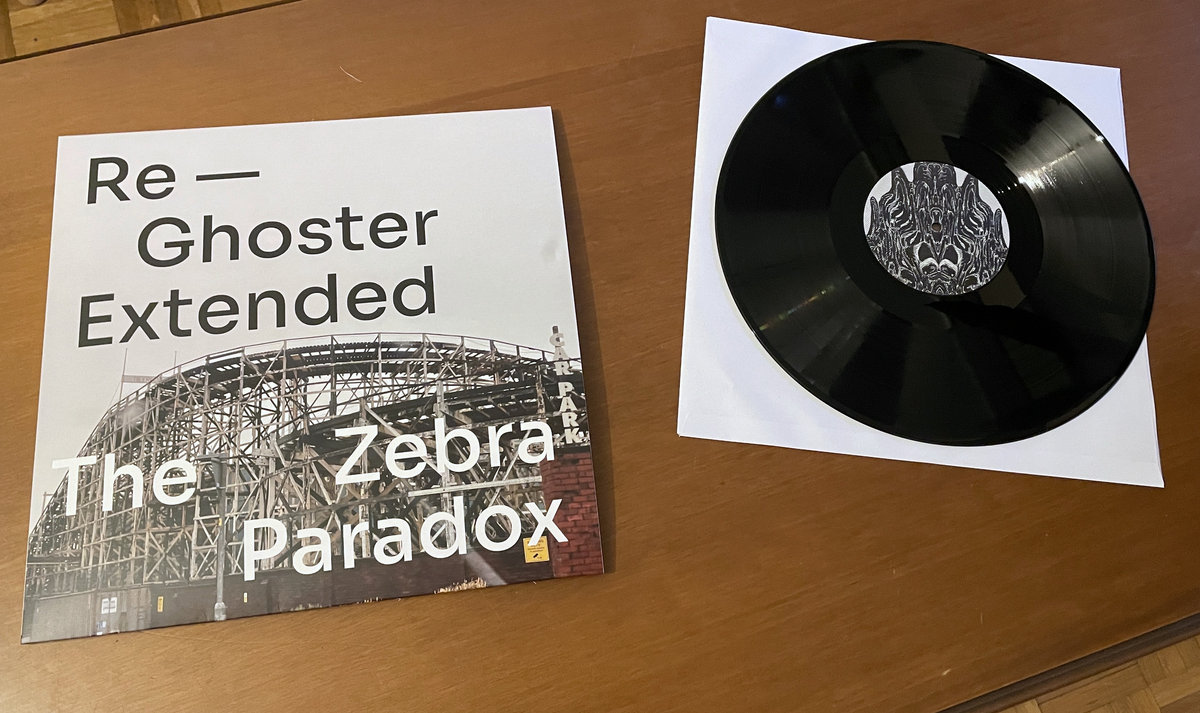 Re —
Ghoster
Extended
CAR PARK
The Zebra
Paradox